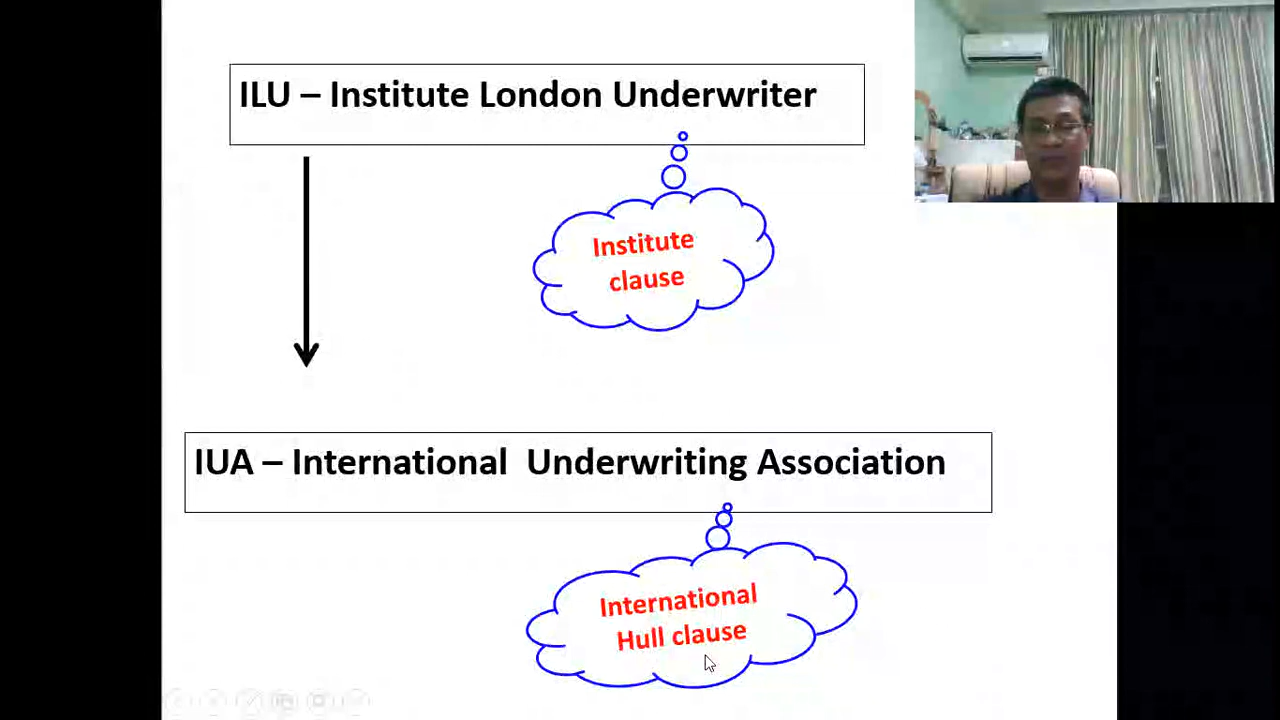 ILU – Institute London Underwriter
Institute
clause
IUA – International  Underwriting Association
International
Hull clause